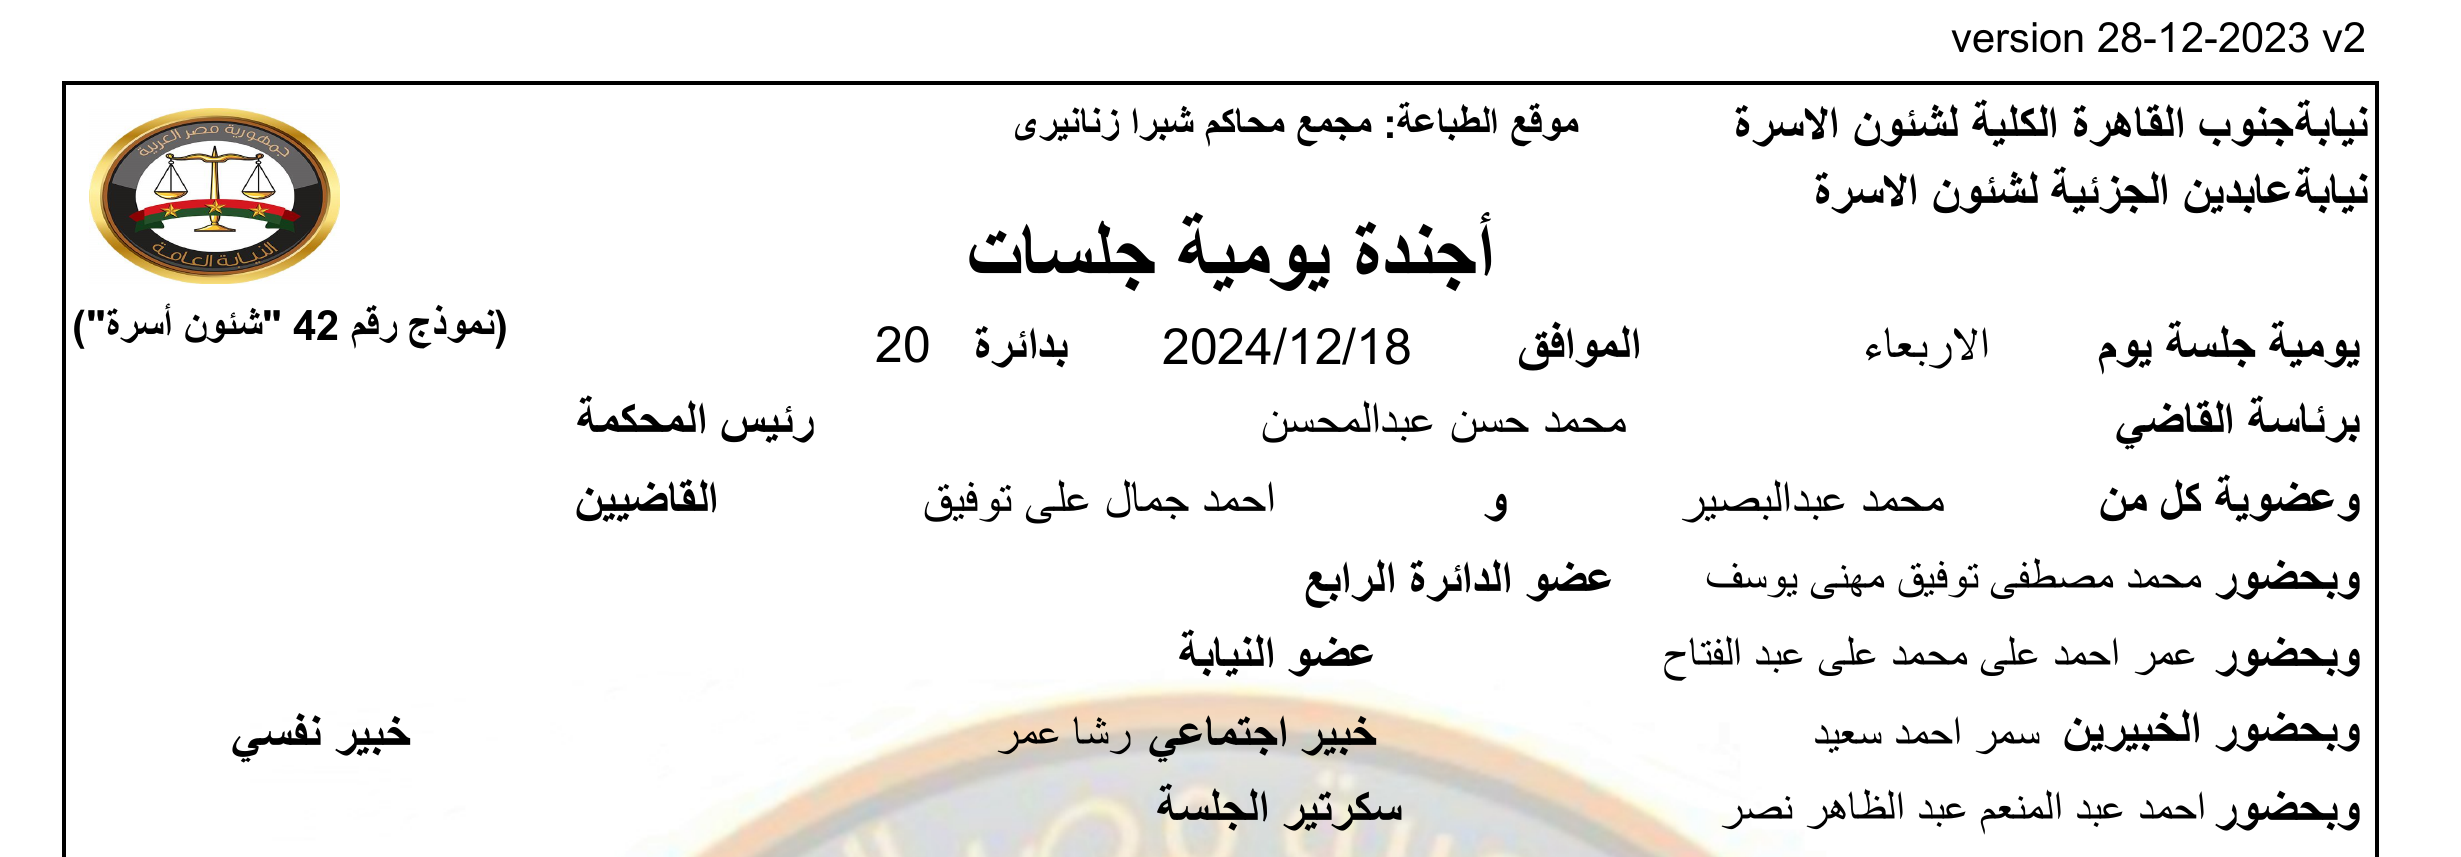 version 28-12-2023 v2
نيابةجنوب القاهرة الكلية لشئون الاسرة موقع الطباعة: مجمع محاكم شبرا زنانيرى
جمهورية مصر العربية
نيابة عابدين الجزئية لشئون الاسرة
النيابة العامة
أجندة يومية جلسات
(نموذج رقم 42 "شئون أسرة")
يومية جلسة يوم الاربعاء الموافق 2024/12/18 بدائرة 20
برئاسة القاضي محمد حسن عبدالمحسن رئيس المحكمة
وعضوية كل من محمد عبدالبصير و احمد جمال على توفيق القاضيين
وبحضور محمد مصطفى توفيق مهنى يوسف عضو الدائرة الرابع
وبحضور عمر احمد على محمد على عبد الفتاح عضو النيابة
وبحضور الخبيرين سمر احمد سعيد خبير اجتماعي رشا عمر خبير نفسي
وبحضور احمد عبد المنعم عبد الظاهر نصر سكرتير الجلسة